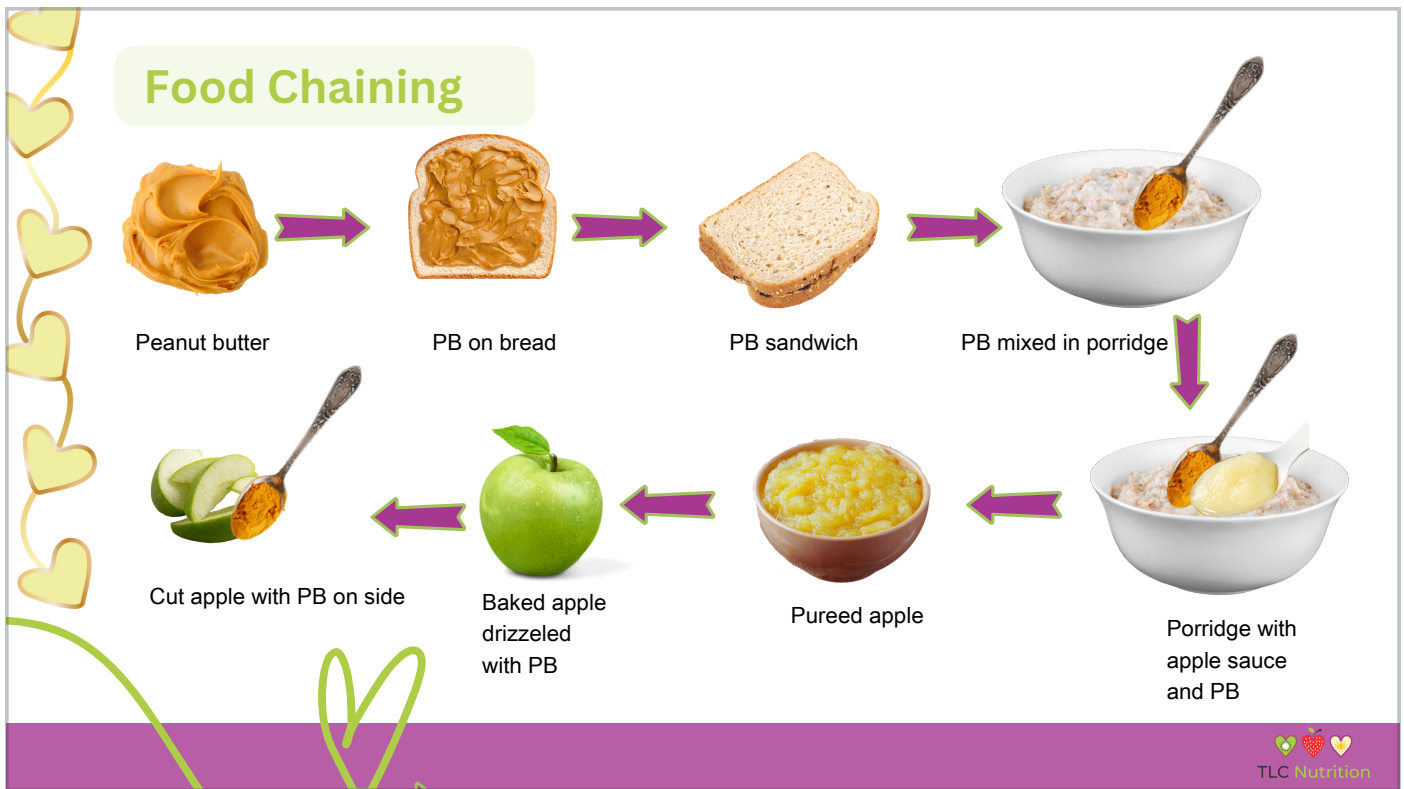 Food Chaining
Peanut butter
PB on bread
PB sandwich
PB mixed in porridge
Porridge with
apple sauce
and PB
Pureed apple
Baked apple
drizzeled
with PB
Cut apple with PB on side
TLC Nutrition